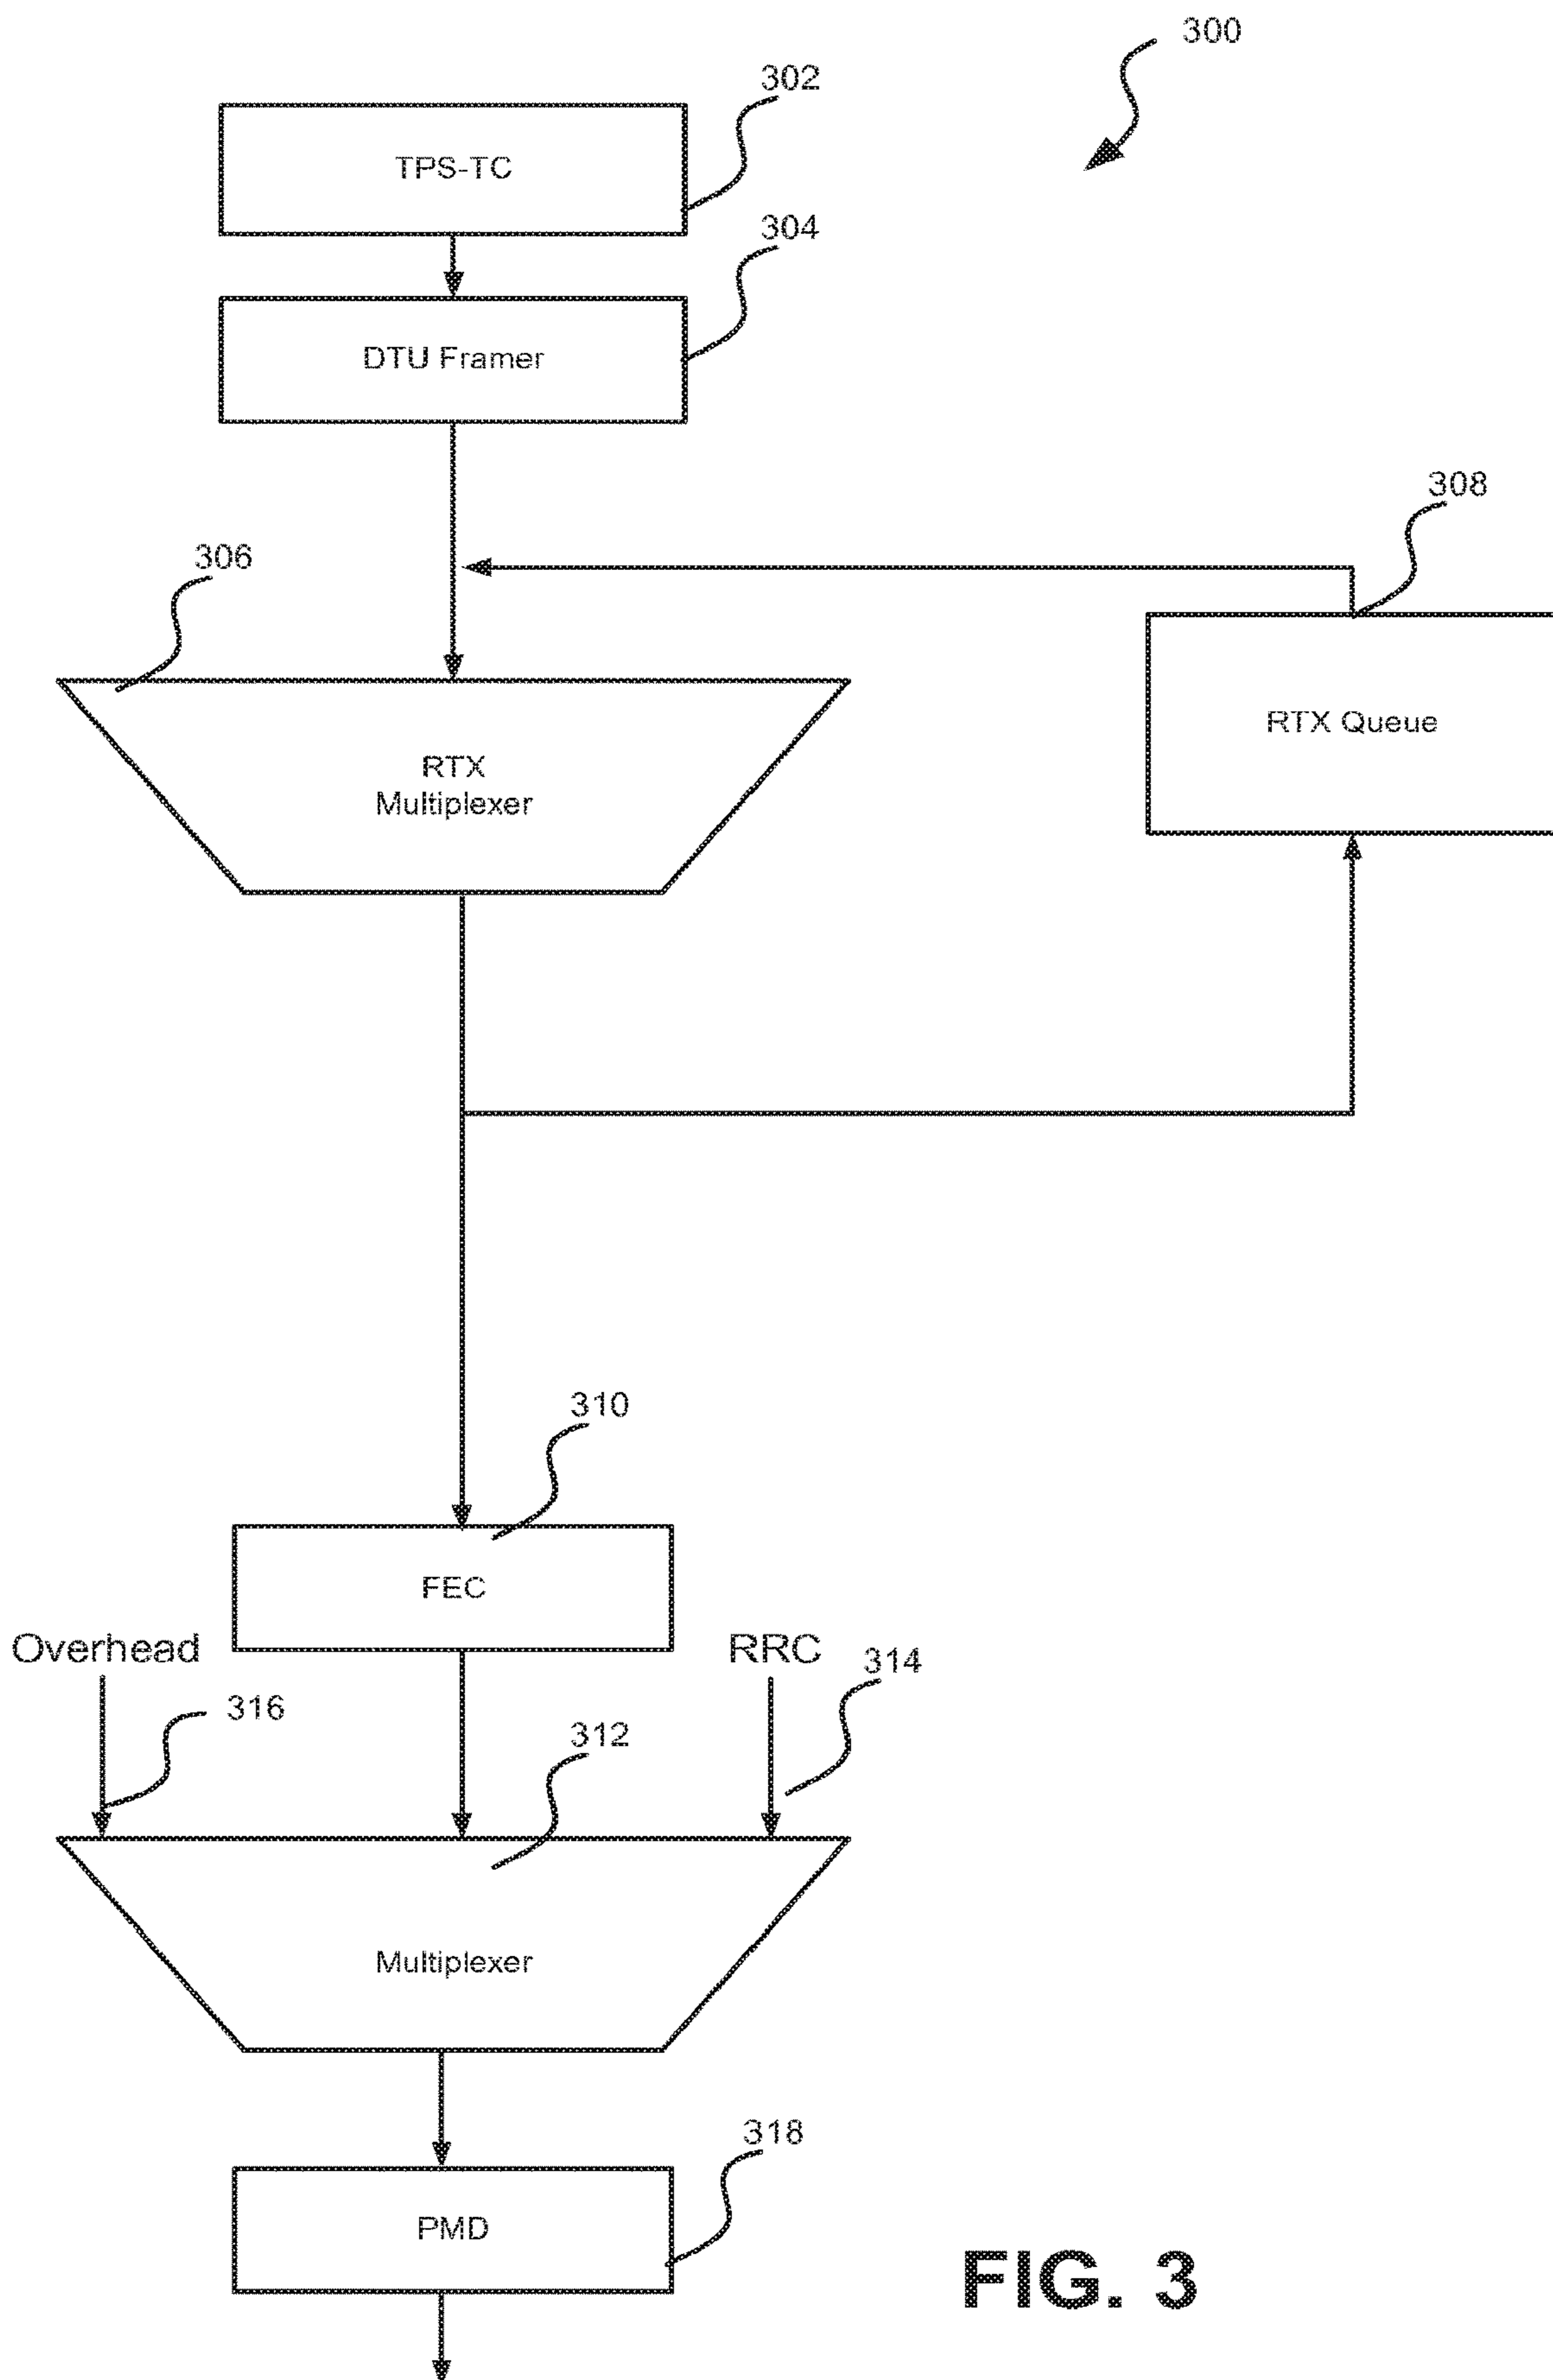 300
302
TPS-TC
304
DTU Framer
308
306
RTX Queue
RTX
Multiplexer
310
FEC
Overhead
RRC
314
316
312
Multiplexer
318
PMD
FIG. 3